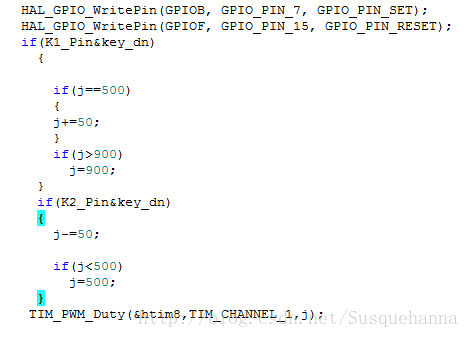 HAL_GPIO_WritePin(GPIOB, GPIO_PIN_7, GPIO_PIN_SET);
HAL_GPIO_WritePin(GPIOF, GPIO_PIN_15, GPIO_PIN_RESET);
if(K1_Pin&key_dn)
{
if(j==500)
{
j+=50;
}
if(j>900)
j=900;
}
if(K2_Pin&key_dn)
{
j-=50;
if(j<500)
j=500;
}
TIM_PWM_Duty(&htim8,TIM_CHANNEL_1,j);
http://blog.csdn.net/Susquehanna